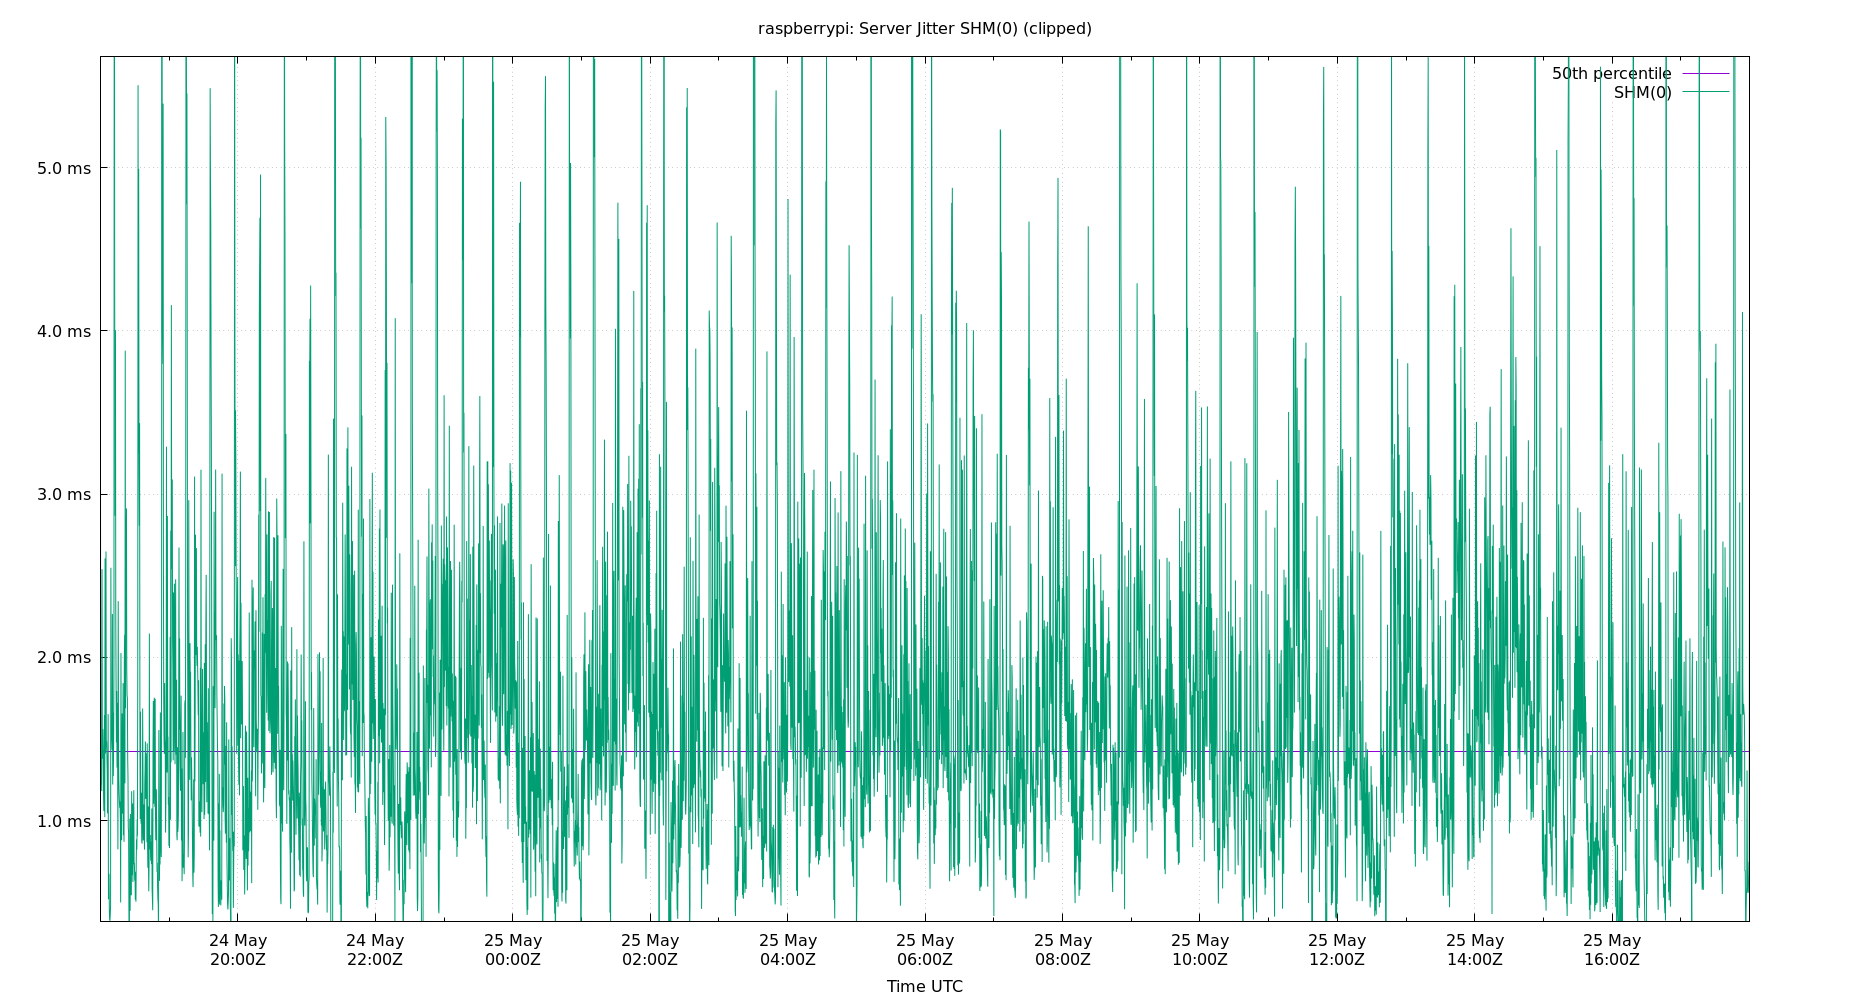 raspberrypi: Server Jitter SHM(0) (clipped)
50th percentile
SHM(0)
5.0 ms
4.0 ms
3.0 ms
2.0 ms
1.0 ms
24 May 24 May 25 May 25 May 25 May 25 May 25 May 25 May 25 May 25 May 25 May
20:00Z 22:00Z 00:00Z 02:00Z 04:00Z 06:00Z 08:00Z 10:00Z 12:00Z 14:00Z 16:00Z
Time UTC